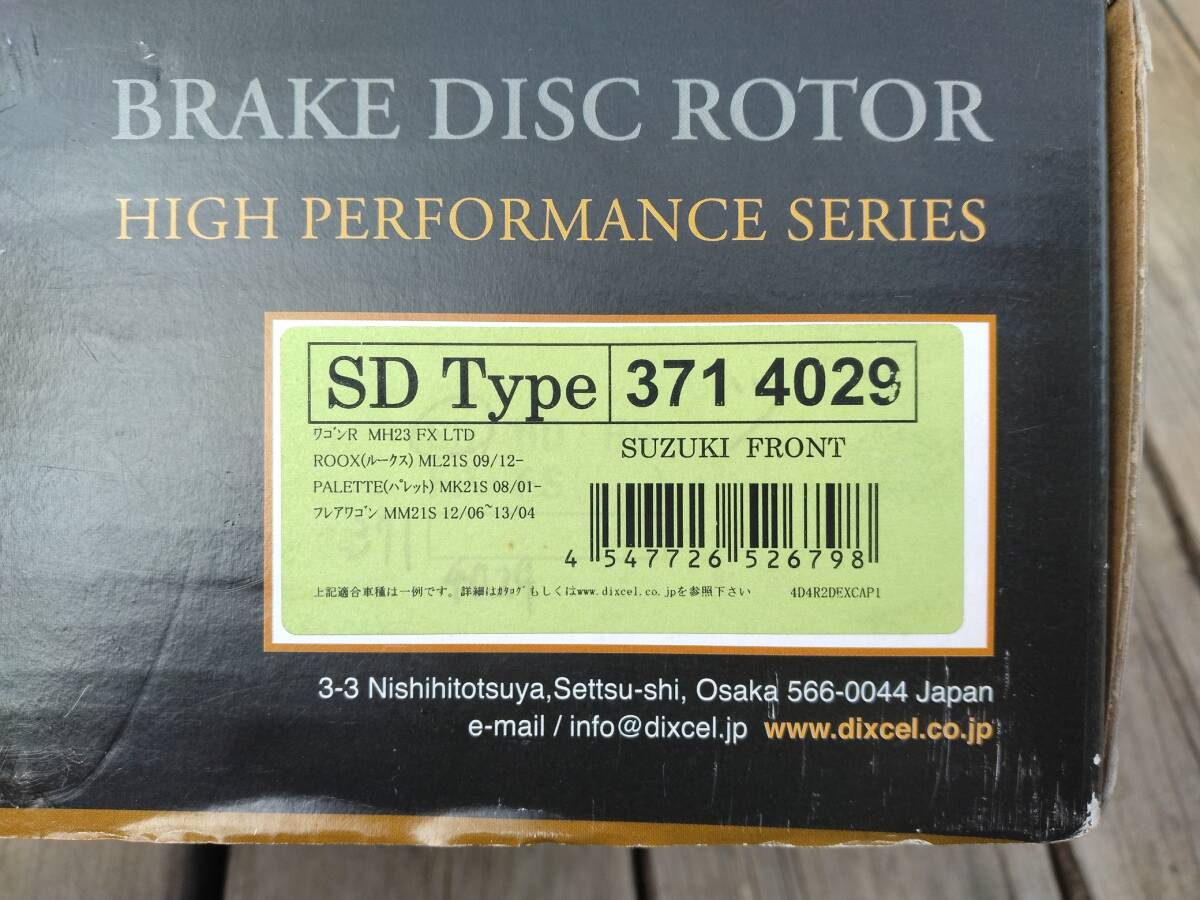 BRAKE DISC ROTOR
HIGH PERFORMANCE SERIES
SD Type 371 4029
ﾜｺﾞﾝR MH23 FX LTD
ROOX(ルークス) ML21S 09/12-
PALETTE(ﾊﾟﾚｯﾄ) MK21S 08/01-
フレアワゴン MM21S 12/06~13/04
SUZUKI FRONT
4 547726 526798
上記適合車種は一例です。詳細はｶﾀﾛｸﾞもしくはwww.dixcel.co.jpを参照下さい 4D4R2DEXCAP1
3-3 Nishihitotsuya,Settsu-shi, Osaka 566-0044 Japan
e-mail / info@dixcel.jp www.dixcel.co.jp